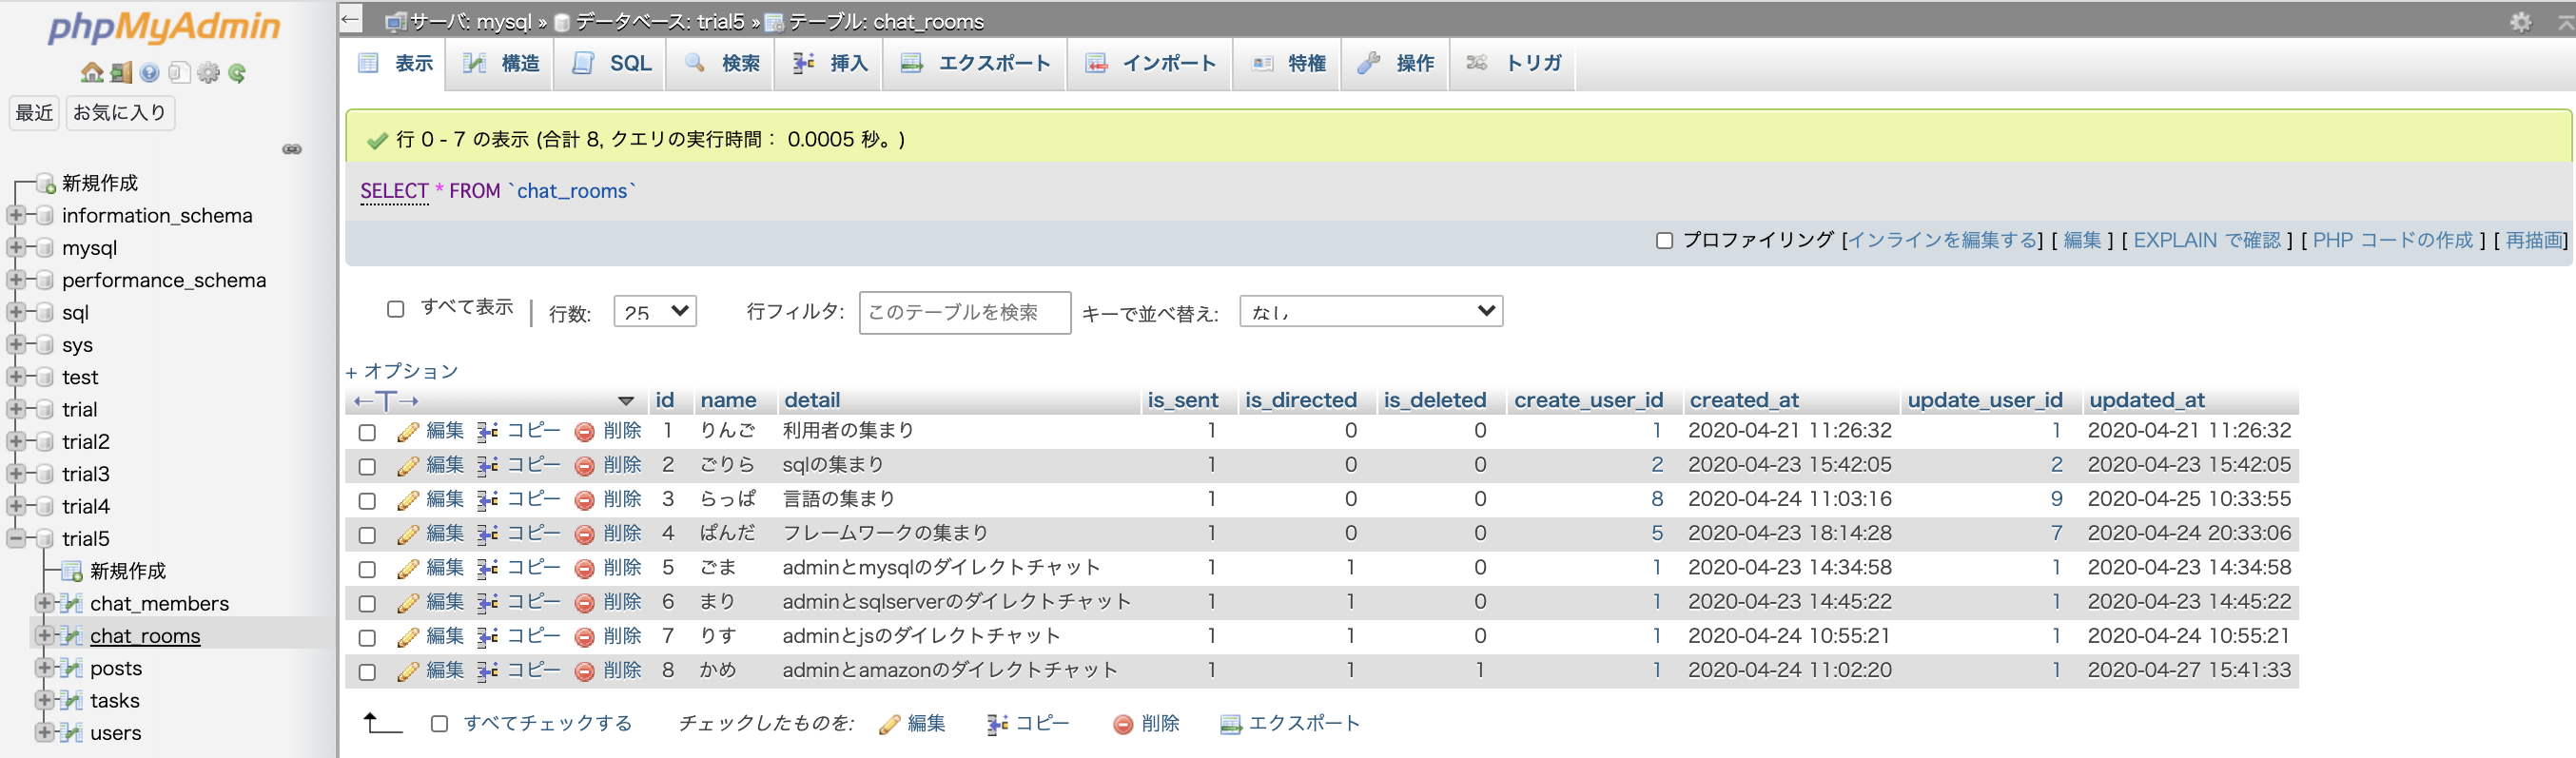 phpMyAdmin
最近 お気に入り
新規作成
information_schema
mysql
performance_schema
sql
sys
test
trial
trial2
trial3
trial4
trial5
新規作成
chat_members
chat_rooms
posts
tasks
users
サーバ: mysql » データベース: trial5 » テーブル: chat_rooms
表示 構造 SQL 検索 挿入 エクスポート インポート 特権 操作 トリガ
行 0 - 7 の表示 (合計 8, クエリの実行時間： 0.0005 秒。)
SELECT * FROM `chat_rooms`
プロファイリング [インラインを編集する] [ 編集 ] [ EXPLAIN で確認 ] [ PHP コードの作成 ] [ 再描画]
すべて表示 | 行数: 25 行フィルタ: このテーブルを検索 キーで並べ替え: なし
+ オプション
←T→ id name detail is_sent is_directed is_deleted create_user_id created_at update_user_id updated_at
編集 コピー 削除 1 りんご 利用者の集まり 1 0 0 1 2020-04-21 11:26:32 1 2020-04-21 11:26:32
編集 コピー 削除 2 ごりら sqlの集まり 1 0 0 2 2020-04-23 15:42:05 2 2020-04-23 15:42:05
編集 コピー 削除 3 らっぱ 言語の集まり 1 0 0 8 2020-04-24 11:03:16 9 2020-04-25 10:33:55
編集 コピー 削除 4 ぱんだ フレームワークの集まり 1 0 0 5 2020-04-23 18:14:28 7 2020-04-24 20:33:06
編集 コピー 削除 5 ごま adminとmysqlのダイレクトチャット 1 1 0 1 2020-04-23 14:34:58 1 2020-04-23 14:34:58
編集 コピー 削除 6 まり adminとsqlserverのダイレクトチャット 1 1 0 1 2020-04-23 14:45:22 1 2020-04-23 14:45:22
編集 コピー 削除 7 りす adminとjsのダイレクトチャット 1 1 0 1 2020-04-24 10:55:21 1 2020-04-24 10:55:21
編集 コピー 削除 8 かめ adminとamazonのダイレクトチャット 1 1 1 1 2020-04-24 11:02:20 1 2020-04-27 15:41:33
すべてチェックする チェックしたものを: 編集 コピー 削除 エクスポート